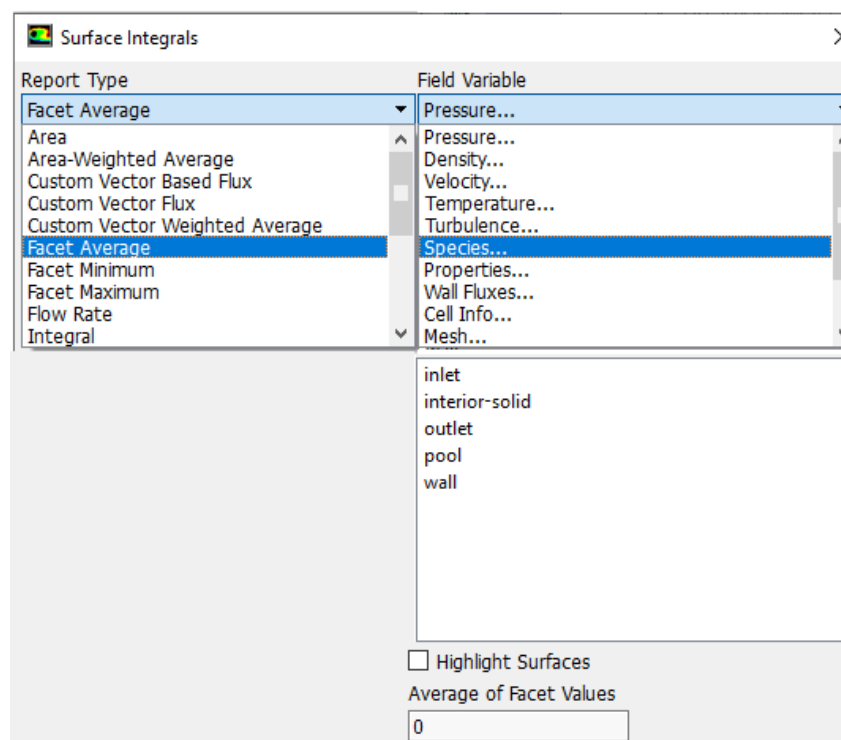 Surface Integrals
Report Type
Field Variable
Facet Average
Pressure...
Area
Area-Weighted Average
Custom Vector Based Flux
Custom Vector Flux
Custom Vector Weighted Average
Facet Average
Facet Minimum
Facet Maximum
Flow Rate
Integral
Pressure...
Density...
Velocity...
Temperature...
Turbulence...
Species...
Properties...
Wall Fluxes...
Cell Info...
Mesh...
inlet
interior-solid
outlet
pool
wall
Highlight Surfaces
Average of Facet Values
0